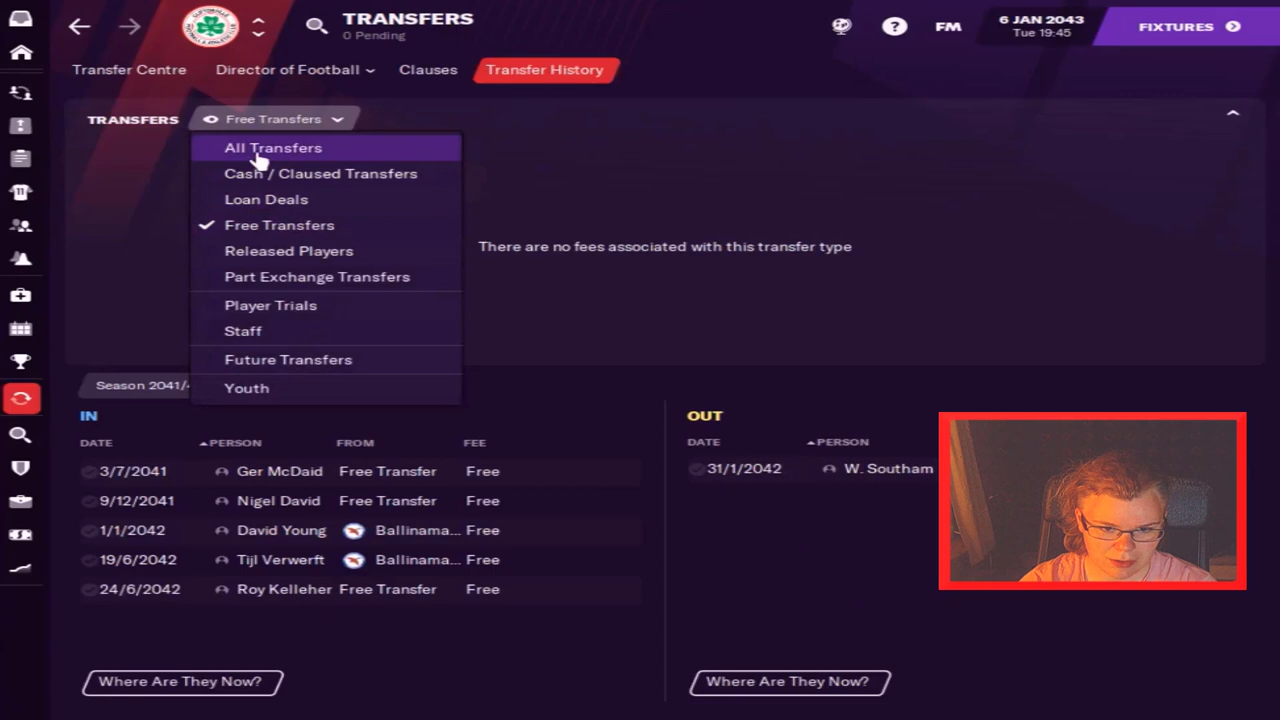 TRANSFERS
0 Pending
FM
6 JAN 2043
Tue 19:45
FIXTURES
Transfer Centre
Director of Football
Clauses
Transfer History
TRANSFERS
Free Transfers
All Transfers
Cash / Claused Transfers
Loan Deals
Free Transfers
Released Players
Part Exchange Transfers
Player Trials
Staff
Future Transfers
Youth
There are no fees associated with this transfer type
Season 2041/
IN
DATE PERSON FROM FEE
3/7/2041 Ger McDaid Free Transfer Free
9/12/2041 Nigel David Free Transfer Free
1/1/2042 David Young Ballinama... Free
19/6/2042 Tijl Verwerft Ballinama... Free
24/6/2042 Roy Kelleher Free Transfer Free
Where Are They Now?
OUT
DATE PERSON
31/1/2042 W. Southam
Where Are They Now?